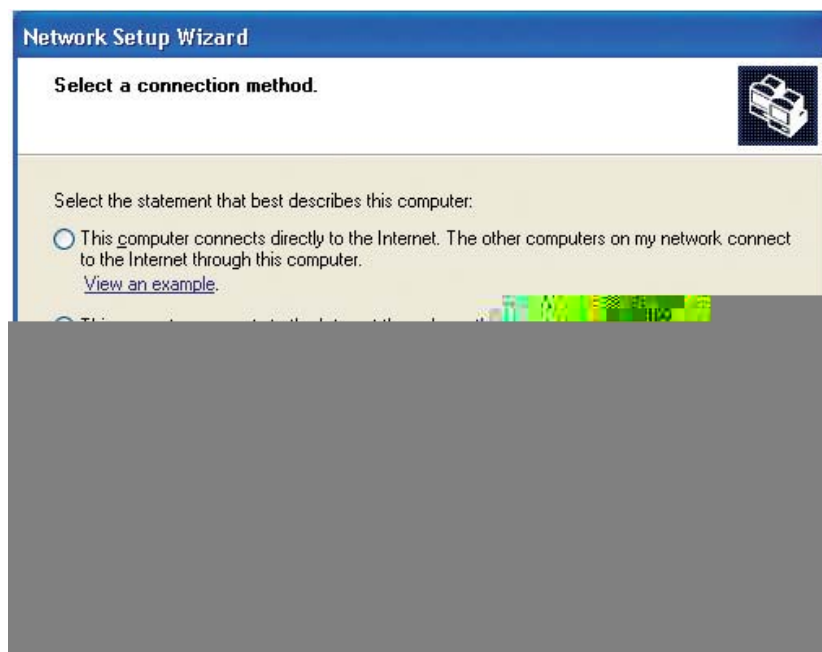 Network Setup Wizard
Select a connection method.
Select the statement that best describes this computer:
This computer connects directly to the Internet. The other computers on my network connect
to the Internet through this computer.
View an example.